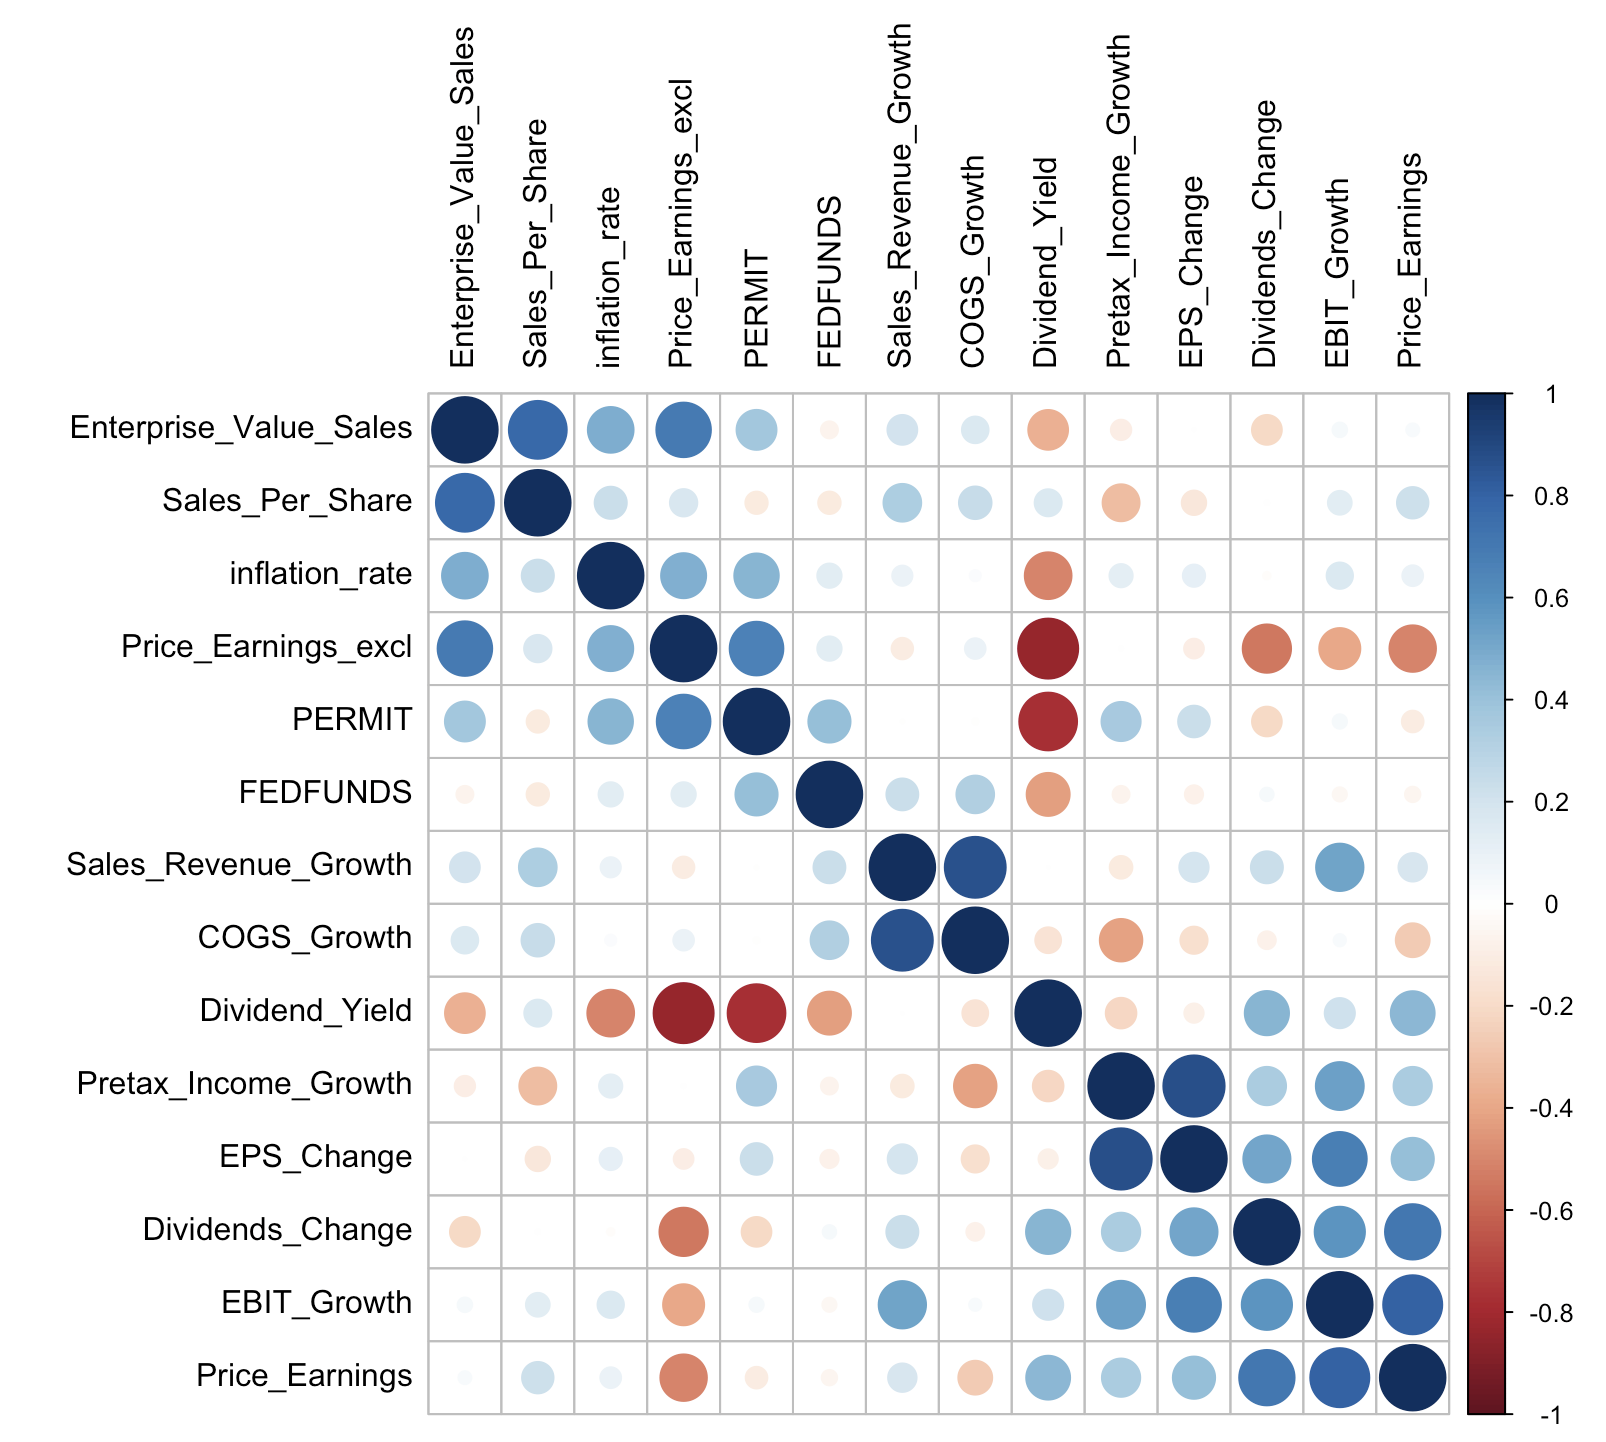 Enterprise_Value_Sales
Sales_Per_Share
inflation_rate
Price_Earnings_excl
PERMIT
FEDFUNDS
Sales_Revenue_Growth
COGS_Growth
Dividend_Yield
Pretax_Income_Growth
EPS_Change
Dividends_Change
EBIT_Growth
Price_Earnings
Enterprise_Value_Sales
Sales_Per_Share
inflation_rate
Price_Earnings_excl
PERMIT
FEDFUNDS
Sales_Revenue_Growth
COGS_Growth
Dividend_Yield
Pretax_Income_Growth
EPS_Change
Dividends_Change
EBIT_Growth
Price_Earnings
1
0.8
0.6
0.4
0.2
0
-0.2
-0.4
-0.6
-0.8
-1